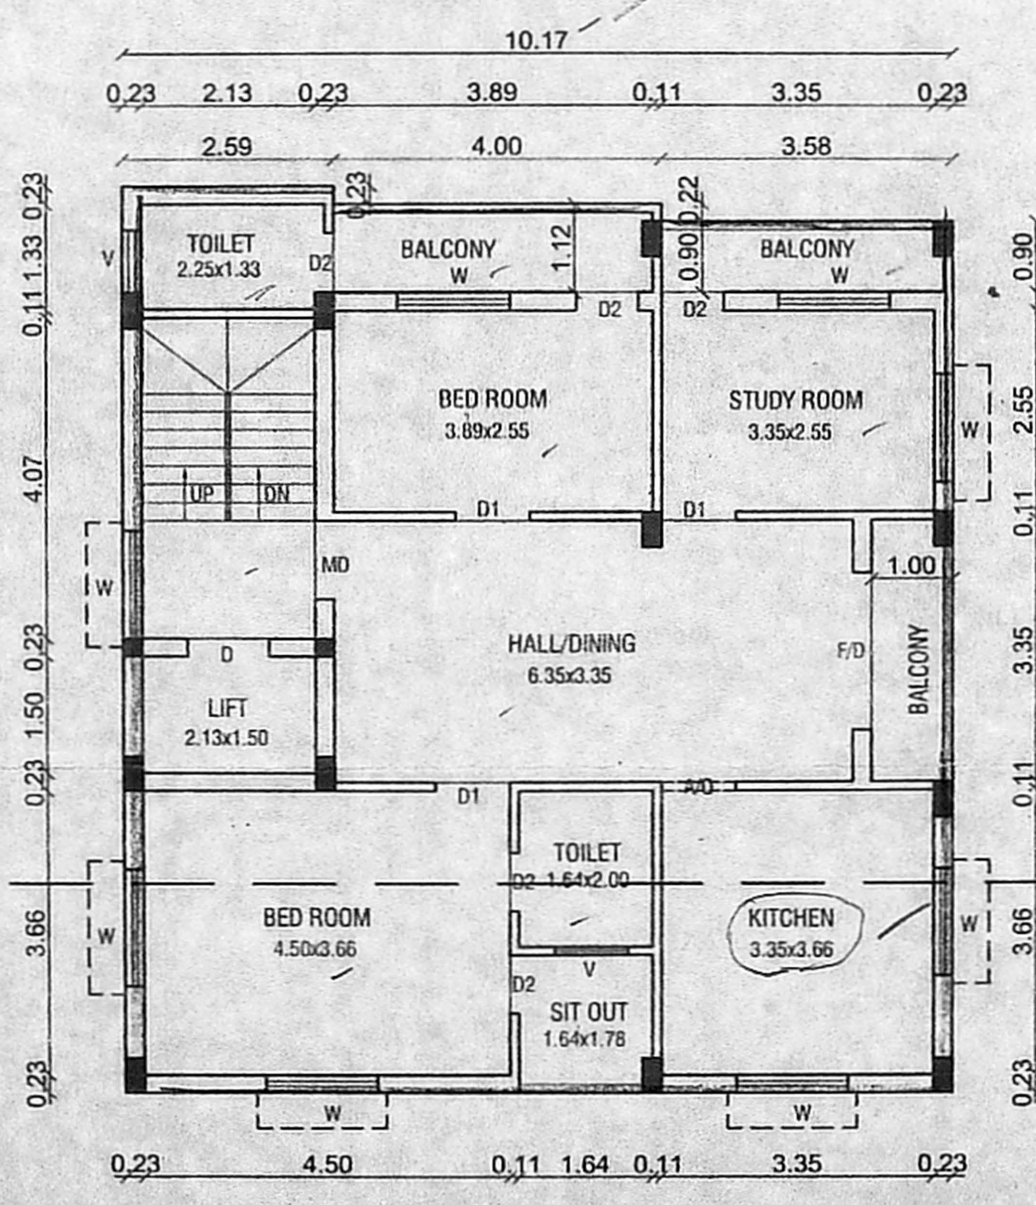 10.17
0.23 2.13 0.23 3.89 0.11 3.35 0.23
2.59 4.00 3.58
0.23
1.33
0.11
4.07
0.23
1.50
0.23
3.66
0.23
V
TOILET
2.25x1.33
D2
0.23
BALCONY
W
1.12
D2
0.22
0.90
BALCONY
W
D2
UP DN
BED ROOM
3.89x2.55
D1
STUDY ROOM
3.35x2.55
D1
W
W
MD
D
LIFT
2.13x1.50
HALL/DINING
6.35x3.35
F/D
1.00
BALCONY
D1
A/O
TOILET
1.64x2.00
D2
W
BED ROOM
4.50x3.66
V
D2
SIT OUT
1.64x1.78
KITCHEN
3.35x3.66
W
W
W
0.90
2.55
0.11
3.35
0.11
3.66
0.23
0.23 4.50 0.11 1.64 0.11 3.35 0.23